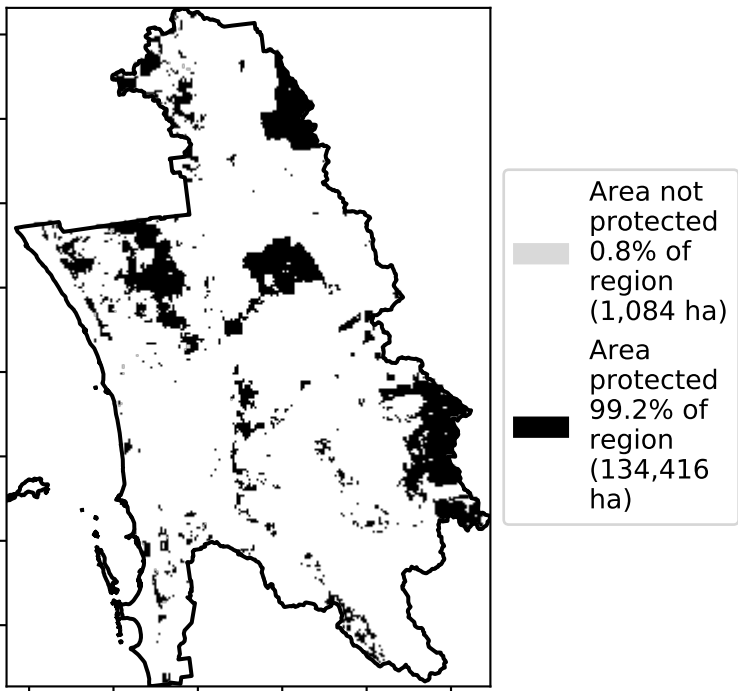 Area not
protected
0.8% of
region
(1,084 ha)
Area
protected
99.2% of
region
(134,416
ha)